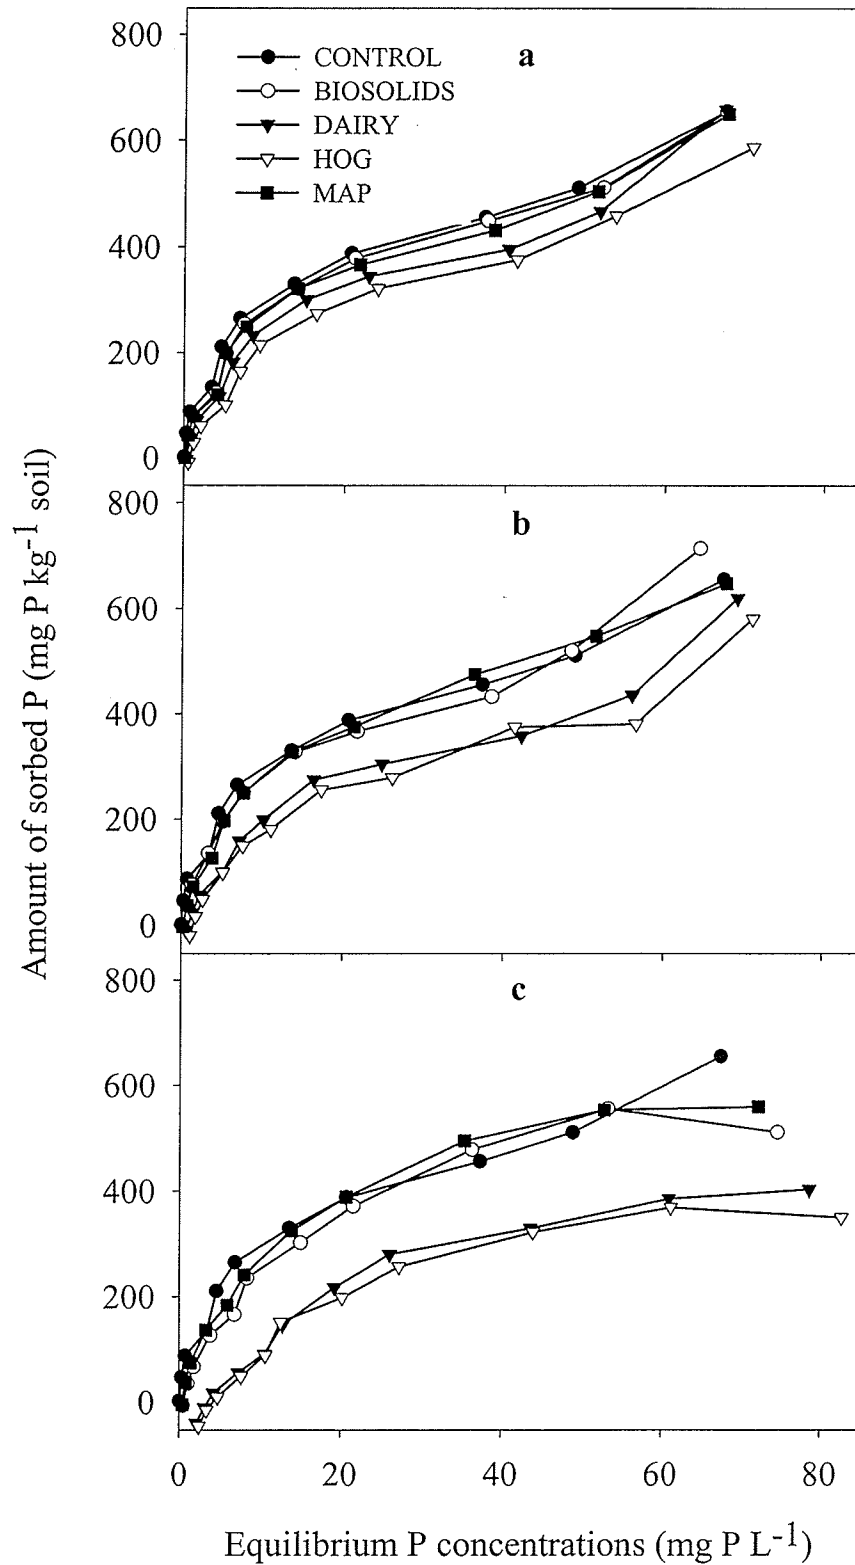 800
600
400
200
0
a
CONTROL
BIOSOLIDS
DAIRY
HOG
MAP
800
600
400
200
0
b
800
600
400
200
0
c
0
20
40
60
80
Amount of sorbed P (mg P kg-1 soil)
Equilibrium P concentrations (mg P L-1)